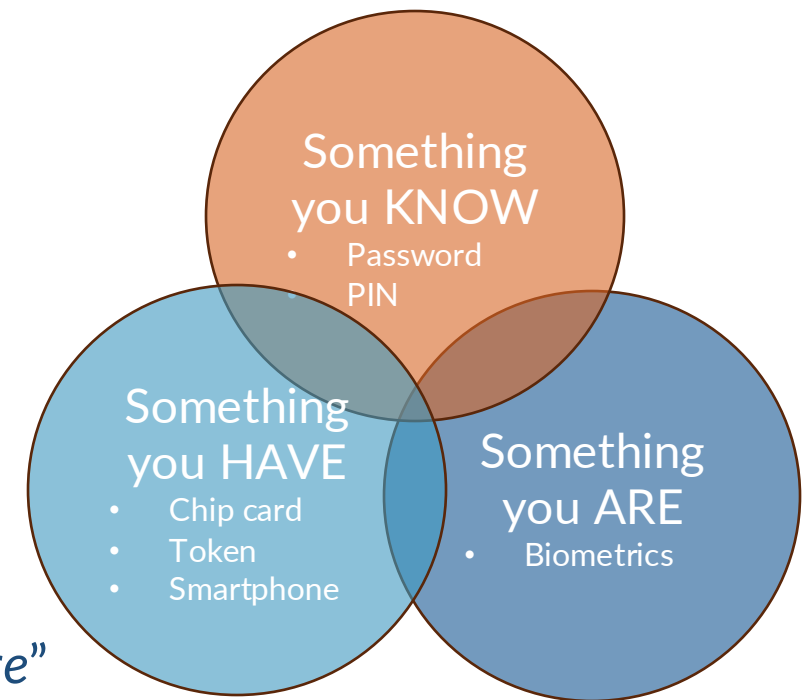 Something
you KNOW
• Password
• PIN
Something
you HAVE
• Chip card
• Token
• Smartphone
Something
you ARE
• Biometrics
e”